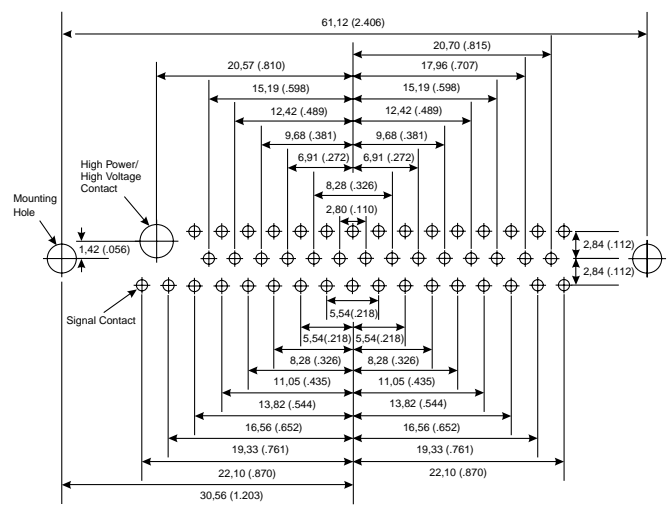 61,12 (2.406)
20,70 (.815)
20,57 (.810) 17,96 (.707)
15,19 (.598) 15,19 (.598)
12,42 (.489) 12,42 (.489)
9,68 (.381) 9,68 (.381)
6,91 (.272) 6,91 (.272)
High Power/
High Voltage
Contact
8,28 (.326)
Mounting
Hole
2,80 (.110)
1,42 (.056)
2,84 (.112)
2,84 (.112)
Signal Contact
5,54(.218)
5,54(.218) 5,54(.218)
8,28 (.326) 8,28 (.326)
11,05 (.435) 11,05 (.435)
13,82 (.544) 13,82 (.544)
16,56 (.652) 16,56 (.652)
19,33 (.761) 19,33 (.761)
22,10 (.870) 22,10 (.870)
30,56 (1.203)